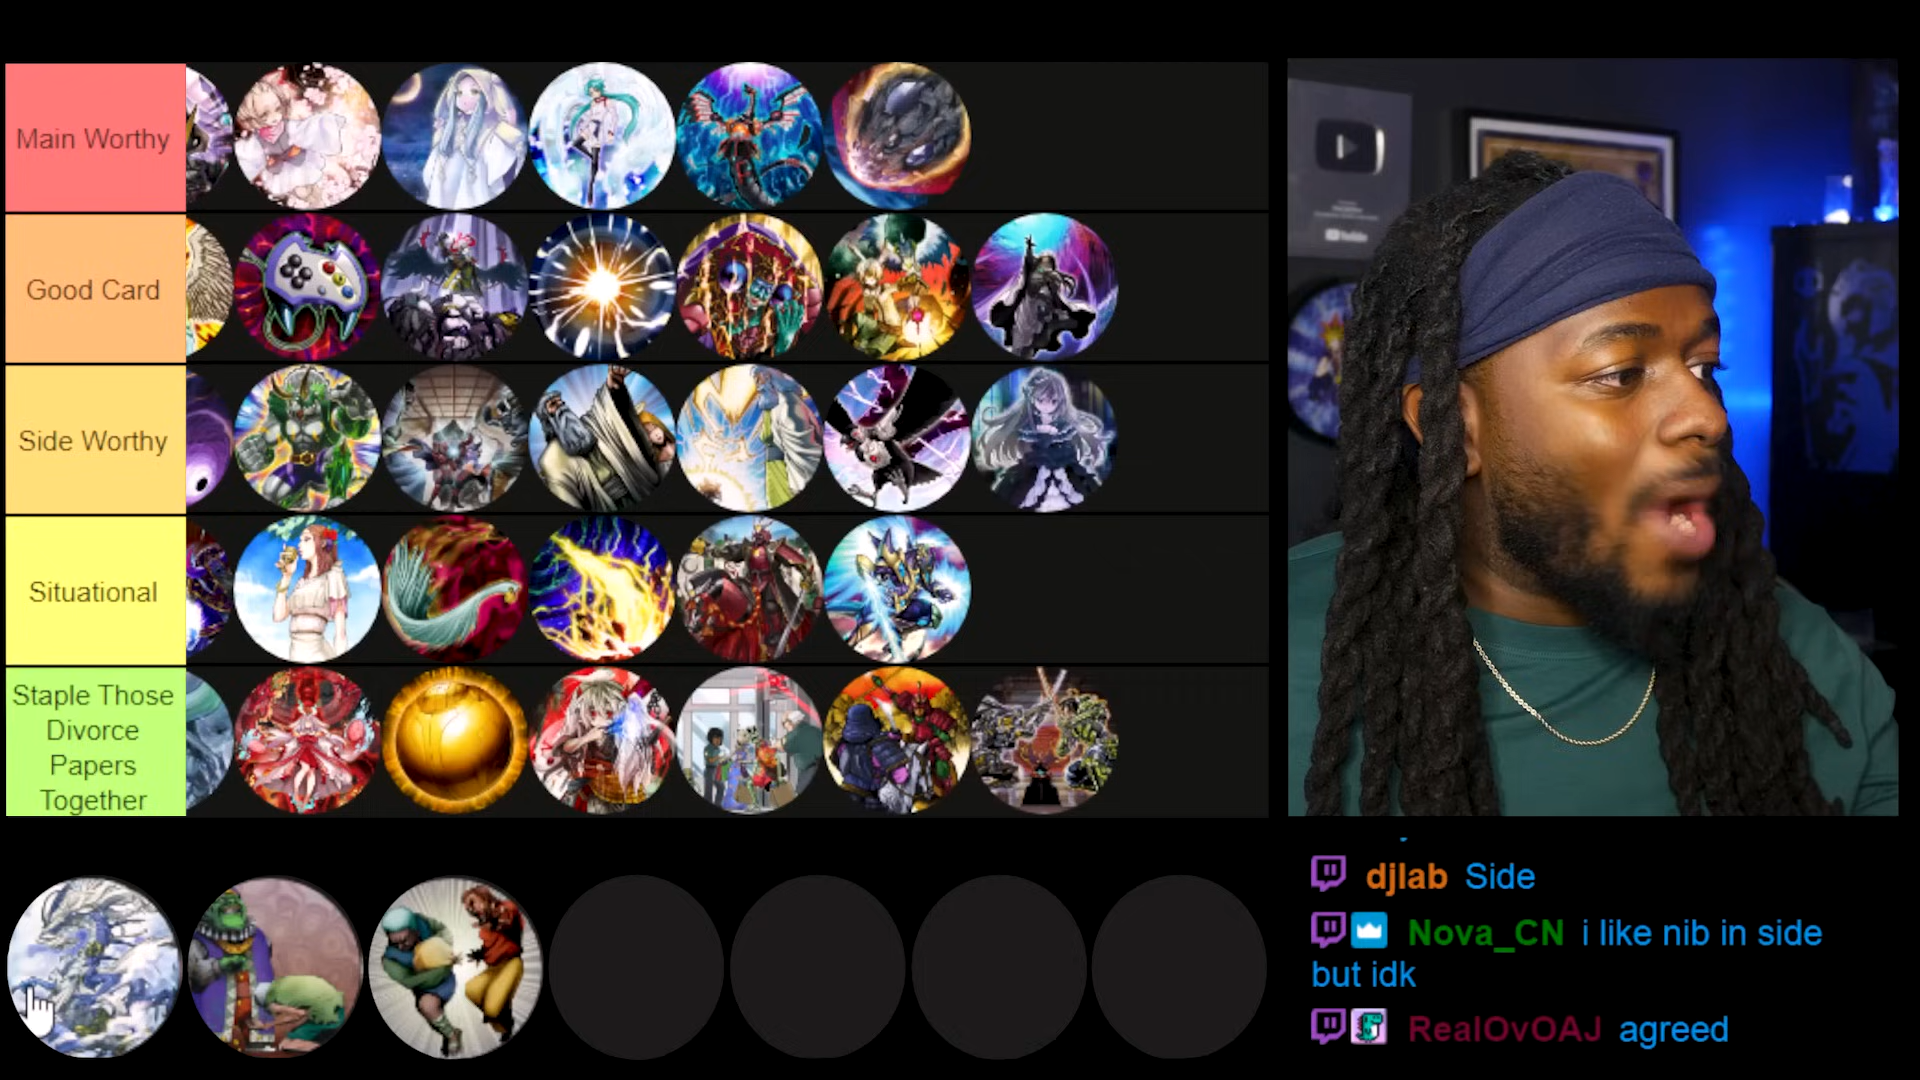 Main Worthy
Good Card
Side Worthy
Situational
Staple Those
Divorce
Papers
Together
djlab Side
Nova_CN i like nib in side
but idk
RealOvOAJ agreed